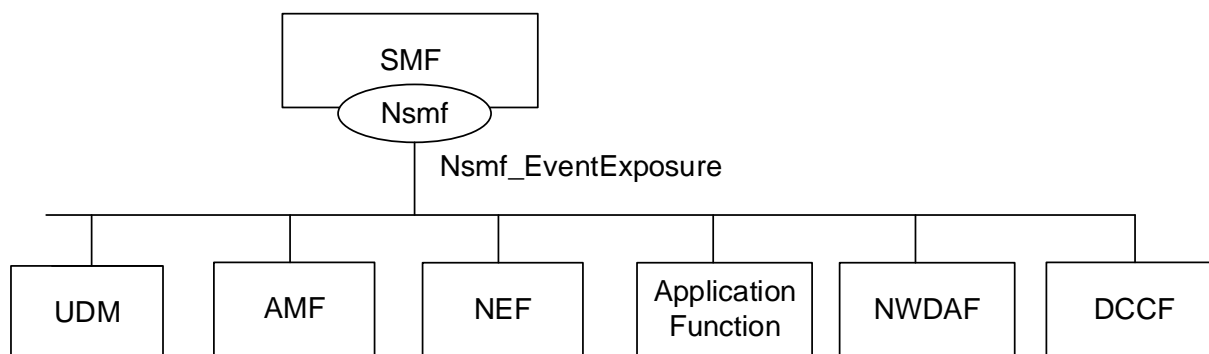 SMF
Nsmf
Nsmf_EventExposure
UDM
AMF
NEF
Application
Function
NWDAF
DCCF